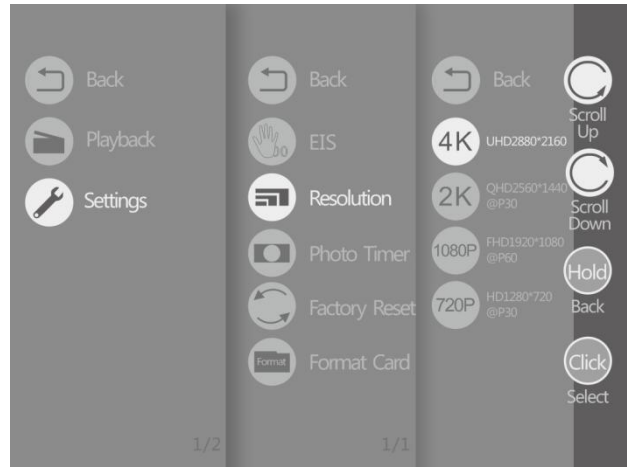 Back
Playback
Settings
1/2
Back
EIS
Resolution
Photo Timer
Factory Reset
Format
Format Card
1/1
Back
4K
UHD2880*2160
2K
QHD2560*1440
@P30
1080P
FHD1920*1080
@P60
720P
HD1280*720
@P30
Scroll
Up
Scroll
Down
Hold
Back
Click
Select